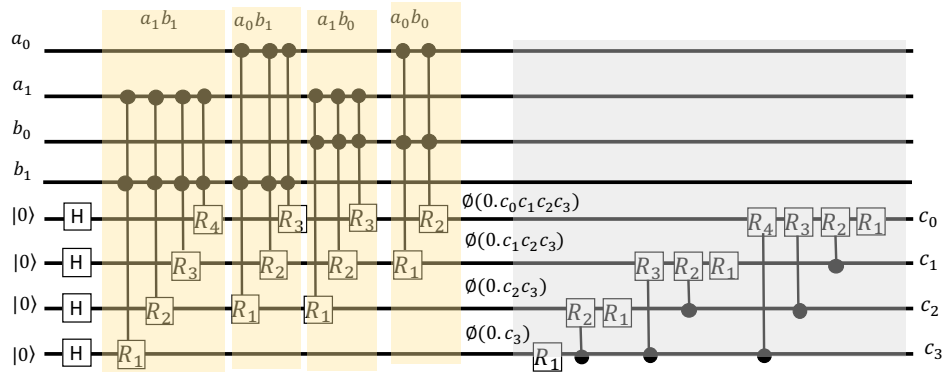 a₁b₁ a₀b₁ a₁b₀ a₀b₀
a₀
a₁
b₀
b₁
|0⟩ H R₄ R₃ R₃ R₂ ∅(0.c₀c₁c₂c₃) R₄ R₃ R₂ R₁ c₀
|0⟩ H R₃ R₂ R₂ R₁ ∅(0.c₁c₂c₃) R₃ R₂ R₁ c₁
|0⟩ H R₂ R₁ R₁ ∅(0.c₂c₃) R₂ R₁ c₂
|0⟩ H R₁ ∅(0.c₃) R₁ c₃